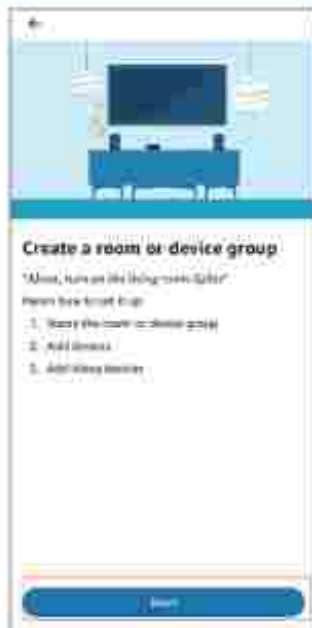 Create a room or device group
"Alexa, turn on the living room lights"
Here's how to set it up:
1. Name the room or device group
2. Add devices
3. Add Alexa devices